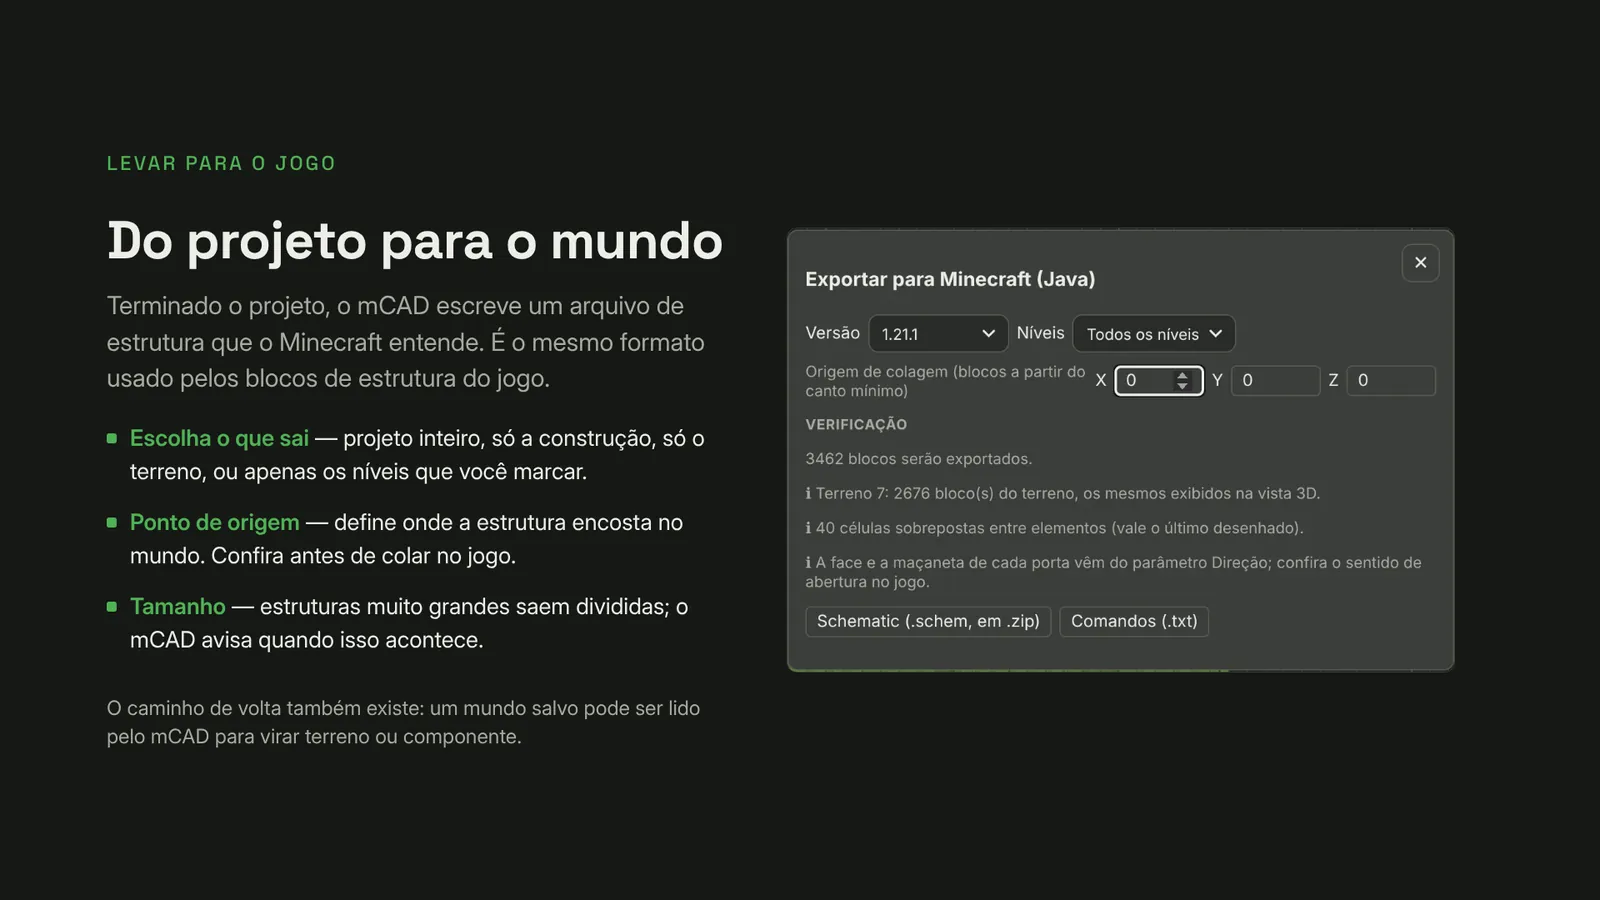 LEVAR PARA O JOGO
Do projeto para o mundo
Terminado o projeto, o mCAD escreve um arquivo de
estrutura que o Minecraft entende. É o mesmo formato
usado pelos blocos de estrutura do jogo.
Escolha o que sai — projeto inteiro, só a construção, só o
terreno, ou apenas os níveis que você marcar.
Ponto de origem — define onde a estrutura encosta no
mundo. Confira antes de colar no jogo.
Tamanho — estruturas muito grandes saem divididas; o
mCAD avisa quando isso acontece.
O caminho de volta também existe: um mundo salvo pode ser lido
pelo mCAD para virar terreno ou componente.
Exportar para Minecraft (Java)
Versão 1.21.1 Níveis Todos os níveis
Origem de colagem (blocos a partir do
canto mínimo)
X 0 Y 0 Z 0
VERIFICAÇÃO
3462 blocos serão exportados.
ℹ Terreno 7: 2676 bloco(s) do terreno, os mesmos exibidos na vista 3D.
ℹ 40 células sobrepostas entre elementos (vale o último desenhado).
ℹ A face e a maçaneta de cada porta vêm do parâmetro Direção; confira o sentido de
abertura no jogo.
Schematic (.schem, em .zip) Comandos (.txt)